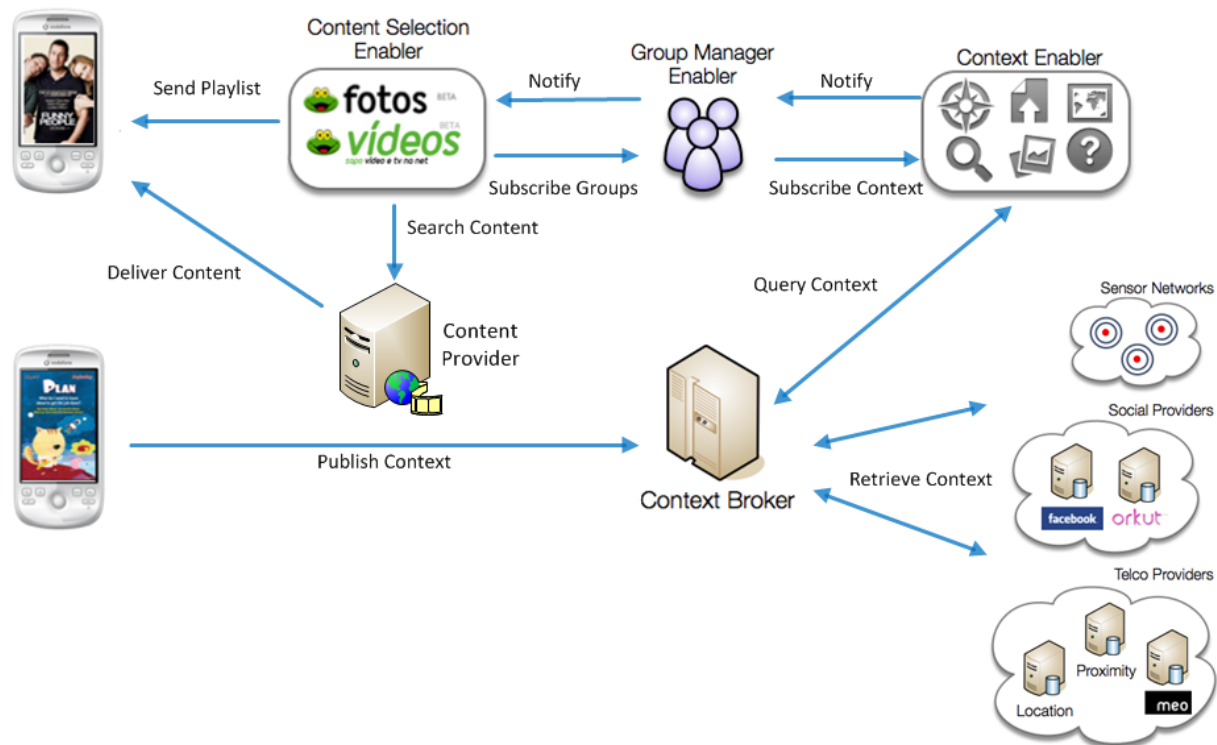 Content Selection
Enabler
Group Manager
Enabler
Context Enabler
Send Playlist
fotos BETA
vídeos BETA
sapo vídeo e tv na net
Notify
Notify
Subscribe Groups
Subscribe Context
FUNNY
PEOPLE
Search Content
Deliver Content
Query Context
Content
Provider
Sensor Networks
PLAN
Publish Context
Context Broker
Retrieve Context
Social Providers
facebook
orkut
Telco Providers
Proximity
Location
meo